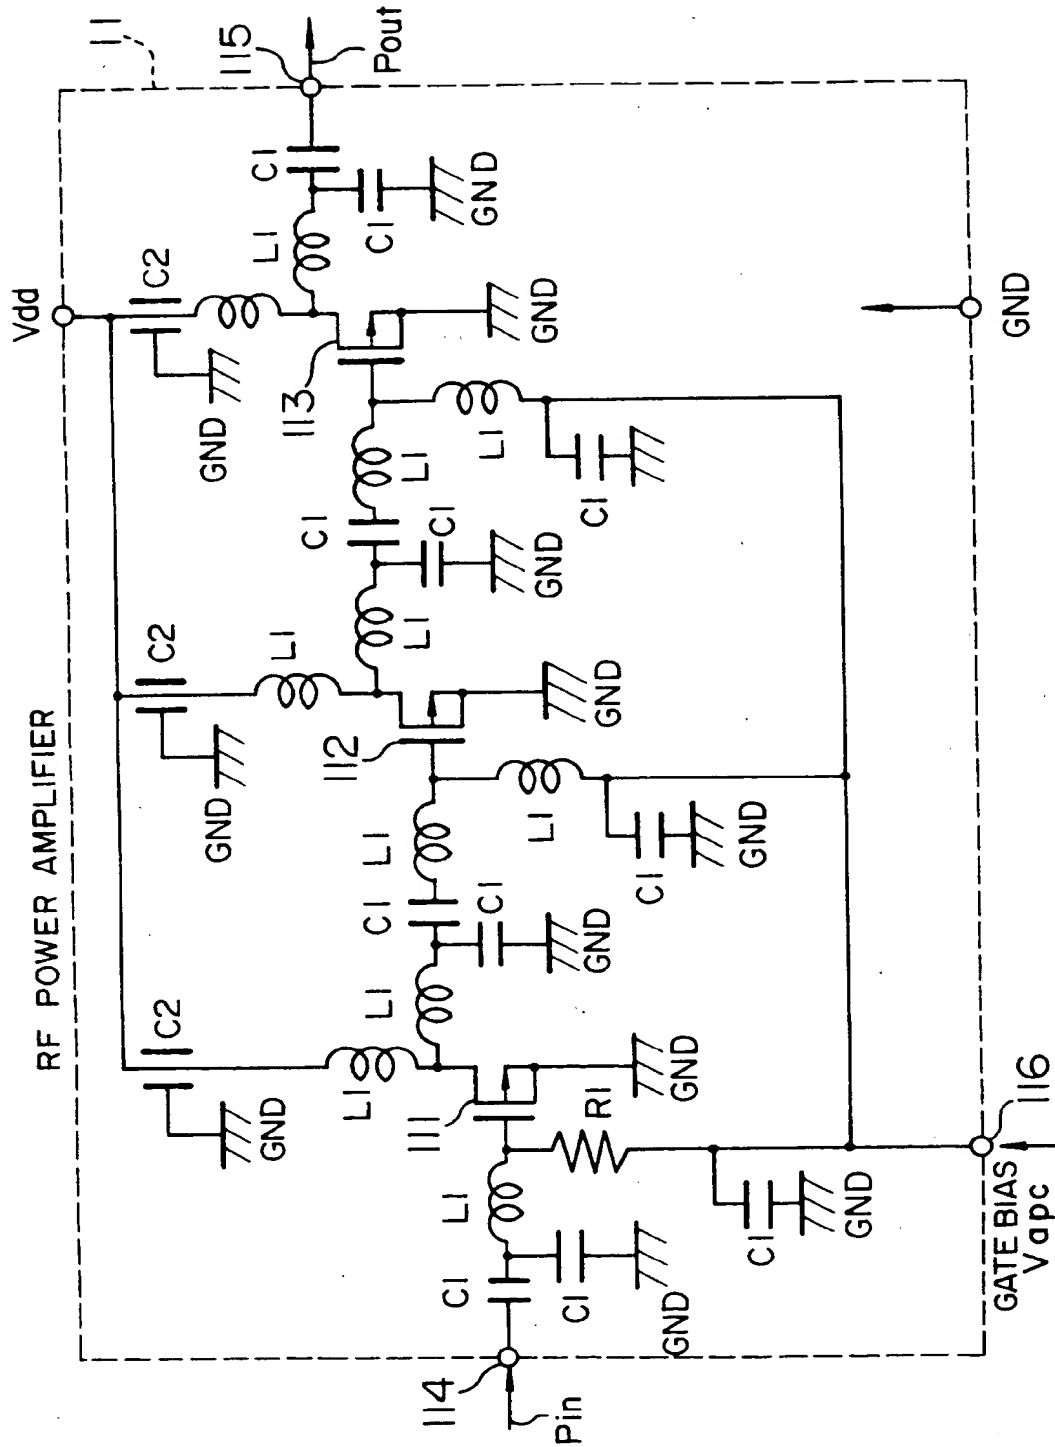 RF POWER AMPLIFIER
11
Vdd
C2
GND
L1
C2
GND
L1
C2
GND
115
Pout
C1
C1
GND
L1
113
GND
L1
C1
C1
GND
L1
L1
C1
112
GND
L1
C1
C1
GND
L1
L1
C1
GND
111
GND
R1
L1
C1
C1
GND
C1
GND
114
Pin
116
GATE BIAS
Vapc
GND